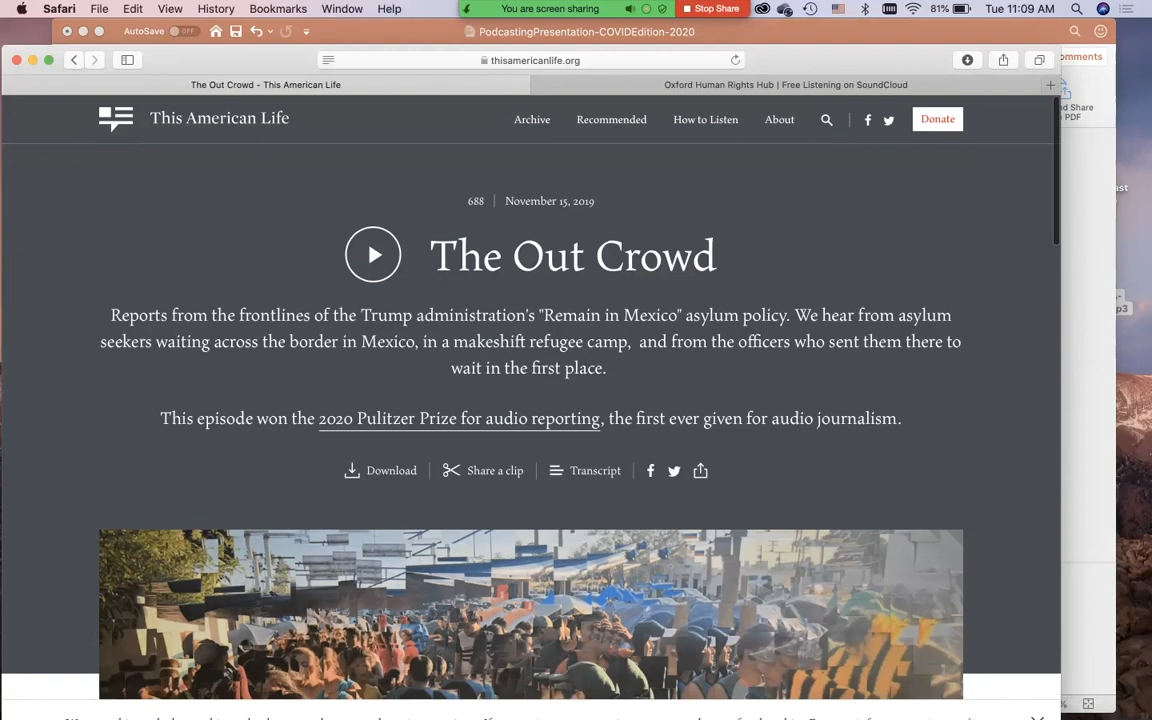 Safari File Edit View History Bookmarks Window Help You are screen sharing Stop Share 81% Tue 11:09 AM
AutoSave OFF PodcastingPresentation-COVIDEdition-2020
thisamericanlife.org
omments
The Out Crowd - This American Life Oxford Human Rights Hub | Free Listening on SoundCloud
d Share
PDF
This American Life Archive Recommended How to Listen About Donate
688 | November 15, 2019
The Out Crowd
Reports from the frontlines of the Trump administration's "Remain in Mexico" asylum policy. We hear from asylum
seekers waiting across the border in Mexico, in a makeshift refugee camp, and from the officers who sent them there to
wait in the first place.
This episode won the 2020 Pulitzer Prize for audio reporting, the first ever given for audio journalism.
Download Share a clip Transcript
ast
p3
%